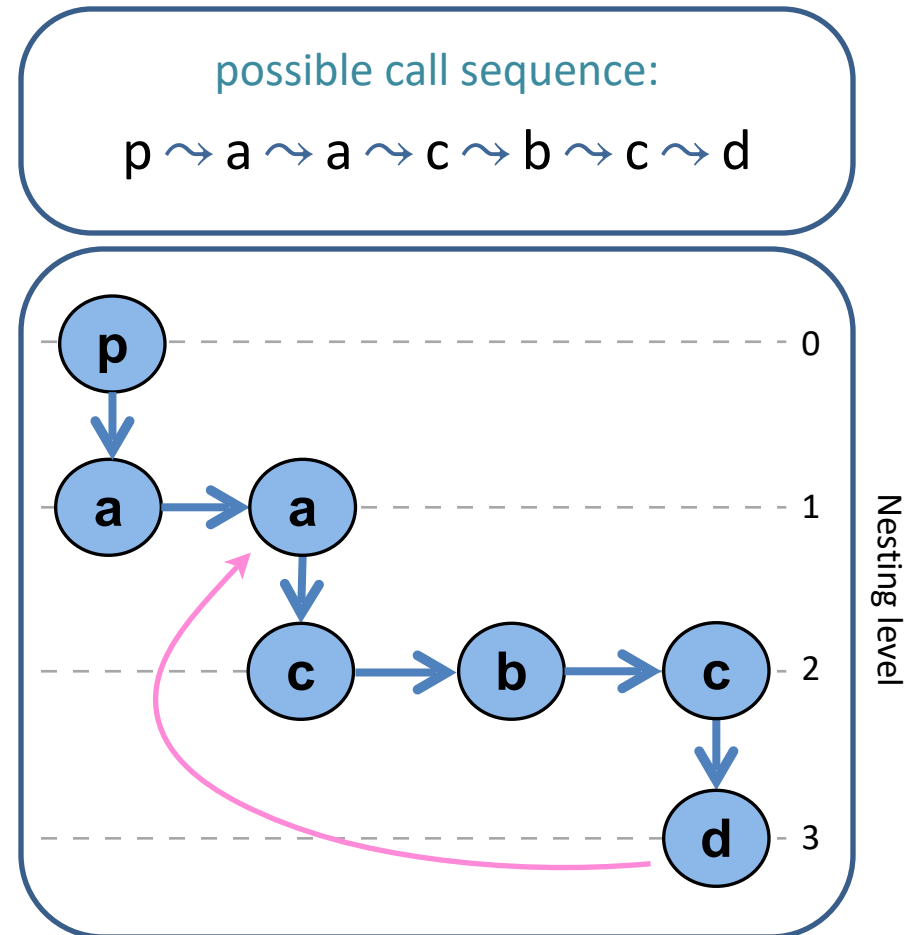 possible call sequence:
p ⤳ a ⤳ a ⤳ c ⤳ b ⤳ c ⤳ d
p
0
a a
1
c b c
2
d
3
Nesting level